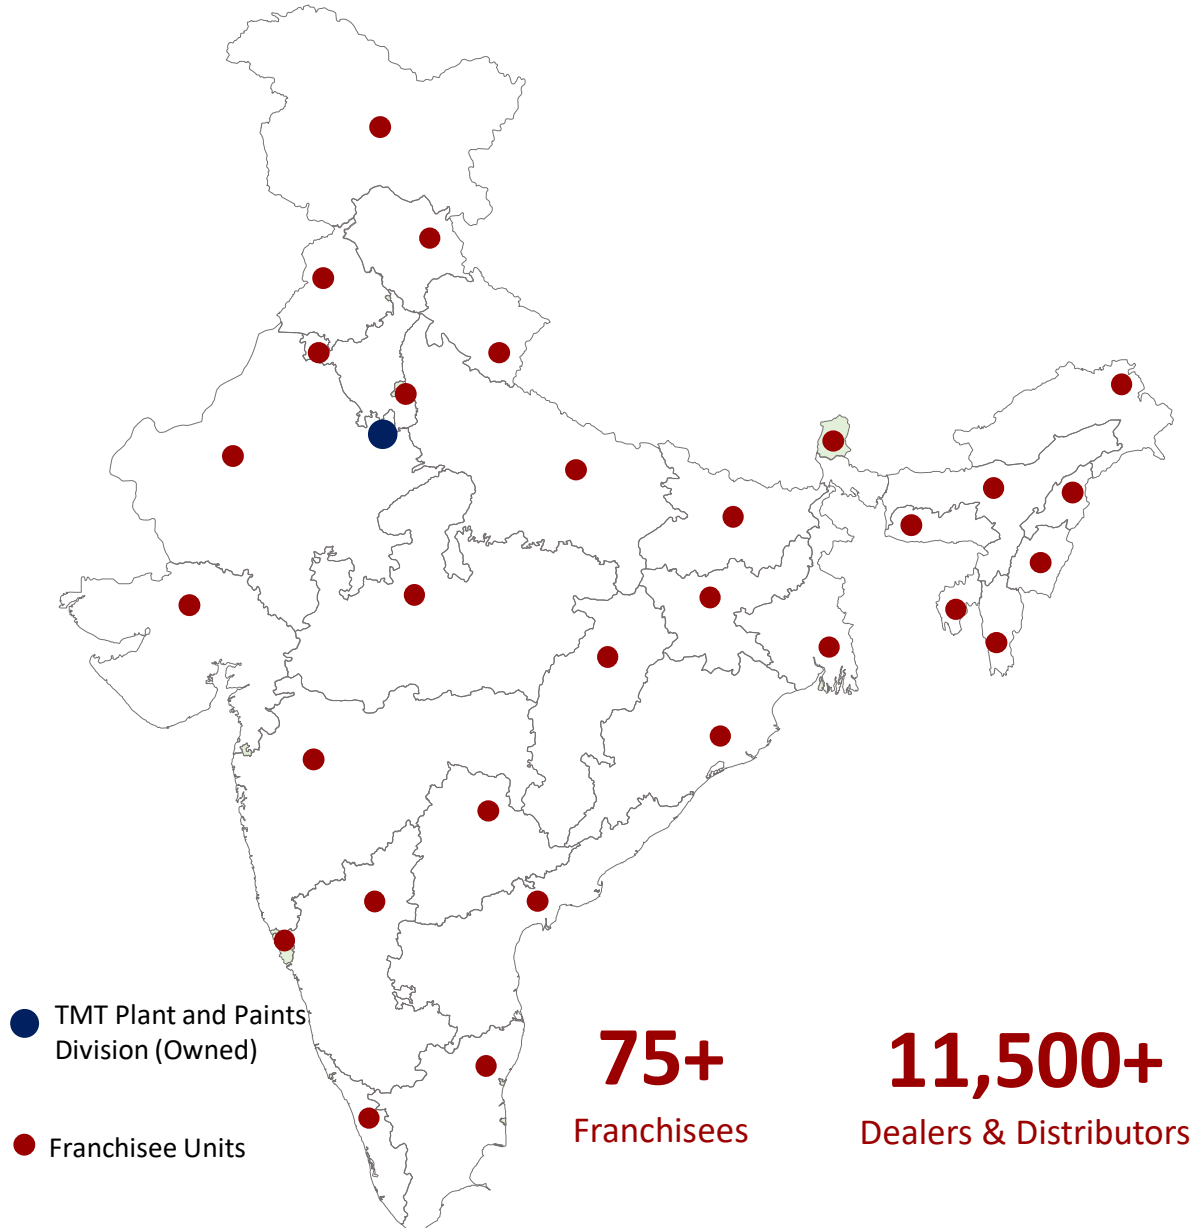 TMT Plant and Paints
Division (Owned)
Franchisee Units
75+
Franchisees
11,500+
Dealers & Distributors